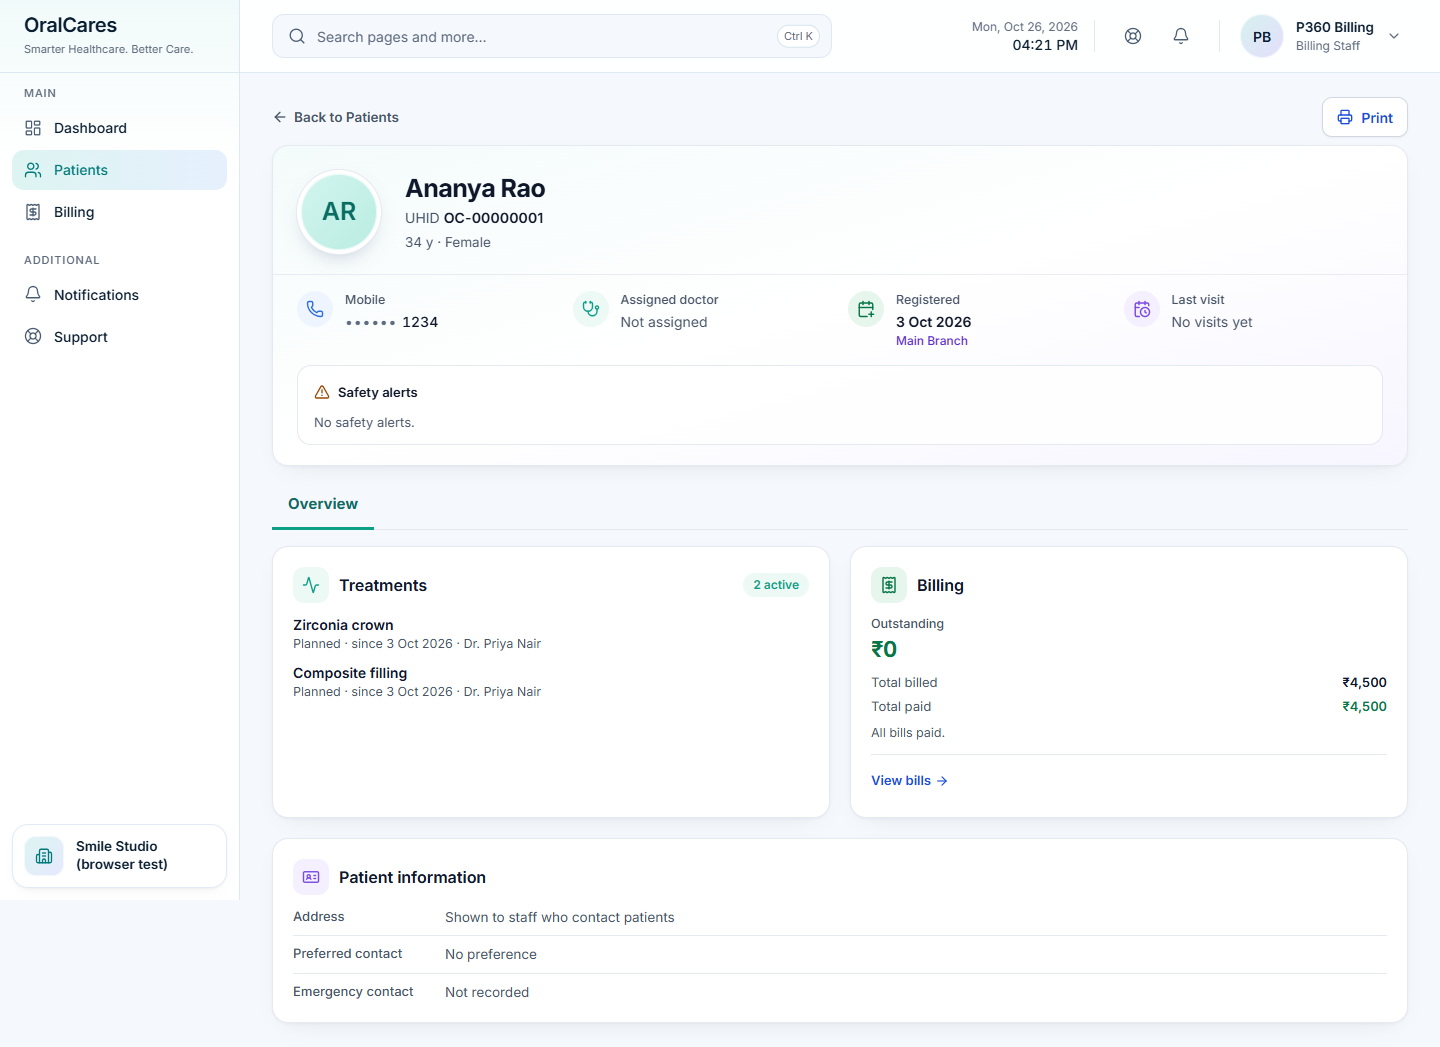 OralCares
Smarter Healthcare. Better Care.
Search pages and more...
Ctrl K
Mon, Oct 26, 2026
04:21 PM
PB
P360 Billing
Billing Staff
MAIN
Dashboard
Patients
Billing
ADDITIONAL
Notifications
Support
Smile Studio
(browser test)
Back to Patients
Print
AR
Ananya Rao
UHID OC-00000001
34 y · Female
Mobile
•••••• 1234
Assigned doctor
Not assigned
Registered
3 Oct 2026
Main Branch
Last visit
No visits yet
Safety alerts
No safety alerts.
Overview
Treatments
2 active
Zirconia crown
Planned · since 3 Oct 2026 · Dr. Priya Nair
Composite filling
Planned · since 3 Oct 2026 · Dr. Priya Nair
Billing
Outstanding
₹0
Total billed ₹4,500
Total paid ₹4,500
All bills paid.
View bills
Patient information
Address Shown to staff who contact patients
Preferred contact No preference
Emergency contact Not recorded